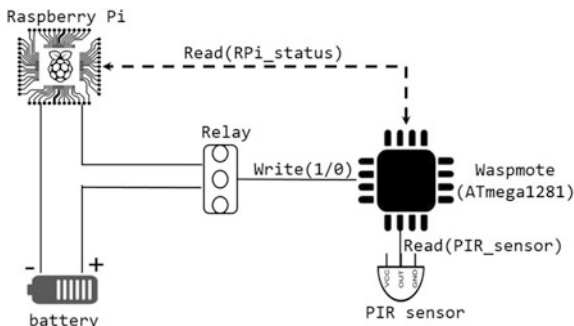 Raspberry Pi
Read(RPi_status)
Relay
Write(1/0)
Waspmote
(ATmega1281)
Read(PIR_sensor)
- +
VCC OUT GND
battery
PIR sensor